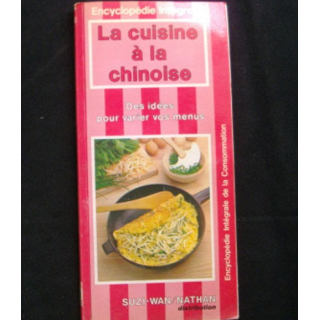 Encyclopédie Intégrale
La cuisine
à la
chinoise
Des idées
pour varier vos menus
Encyclopédie Intégrale de la Consommation
SUZI-WAN/NATHAN
distribution